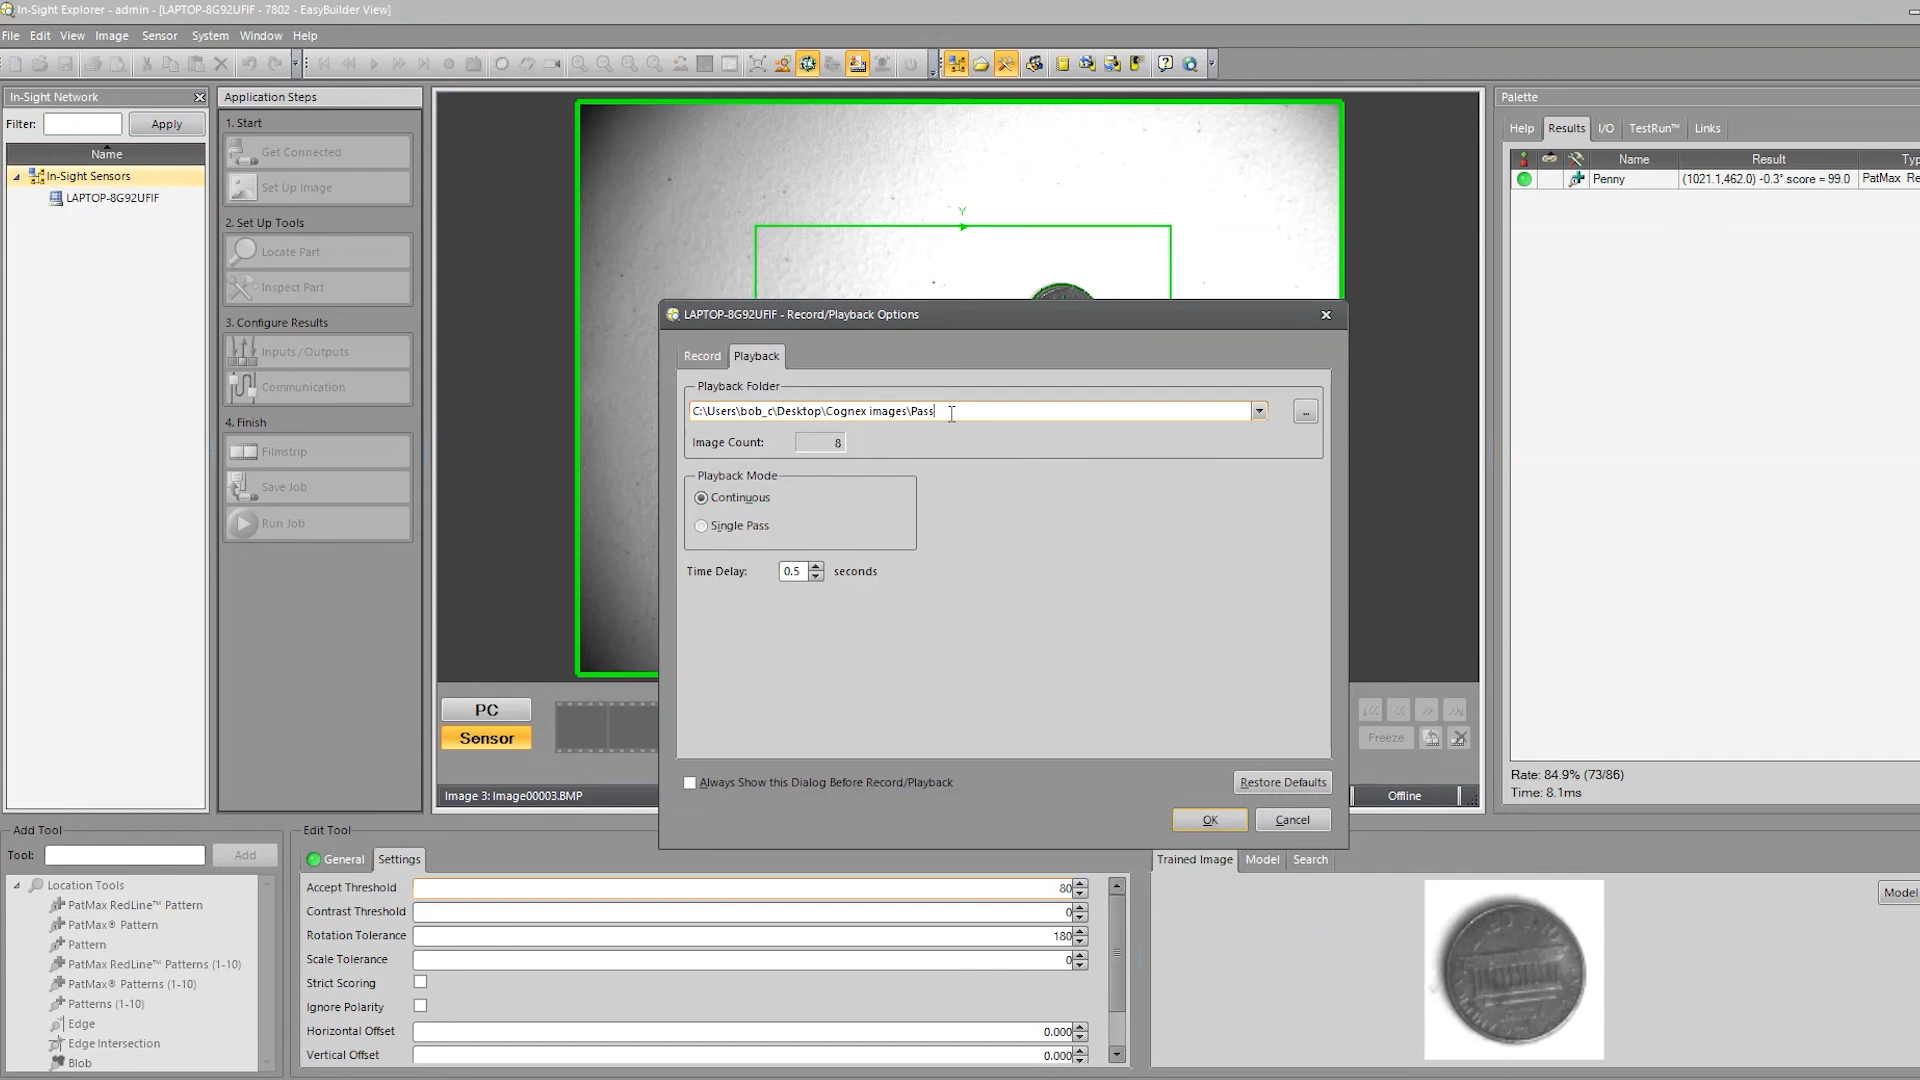 In-Sight Explorer - admin - [LAPTOP-8G92UFIF - 7802 - EasyBuilder View]
File Edit View Image Sensor System Window Help
In-Sight Network
Filter:
Apply
Name
In-Sight Sensors
LAPTOP-8G92UFIF
Application Steps
1. Start
Get Connected
Set Up Image
2. Set Up Tools
Locate Part
Inspect Part
3. Configure Results
Inputs/Outputs
Communication
4. Finish
Filmstrip
Save Job
Run Job
Y
LAPTOP-8G92UFIF - Record/Playback Options
Record Playback
Playback Folder
C:\Users\bob_c\Desktop\Cognex images\Pass
...
Image Count: 8
Playback Mode
Continuous
Single Pass
Time Delay: 0.5 seconds
Always Show this Dialog Before Record/Playback
Restore Defaults
OK
Cancel
PC
Sensor
Freeze
Image 3: Image00003.BMP
Offline
Palette
Help Results I/O TestRun™ Links
Name Result Typ
Penny (1021.1,462.0) -0.3° score = 99.0 PatMax Re
Rate: 84.9% (73/86)
Time: 8.1ms
Add Tool
Tool:
Add
Location Tools
PatMax RedLine™ Pattern
PatMax® Pattern
Pattern
PatMax RedLine™ Patterns (1-10)
PatMax® Patterns (1-10)
Patterns (1-10)
Edge
Edge Intersection
Blob
Edit Tool
General Settings
Accept Threshold 80
Contrast Threshold 0
Rotation Tolerance 180
Scale Tolerance 0
Strict Scoring
Ignore Polarity
Horizontal Offset 0.000
Vertical Offset 0.000
Trained Image Model Search
Model